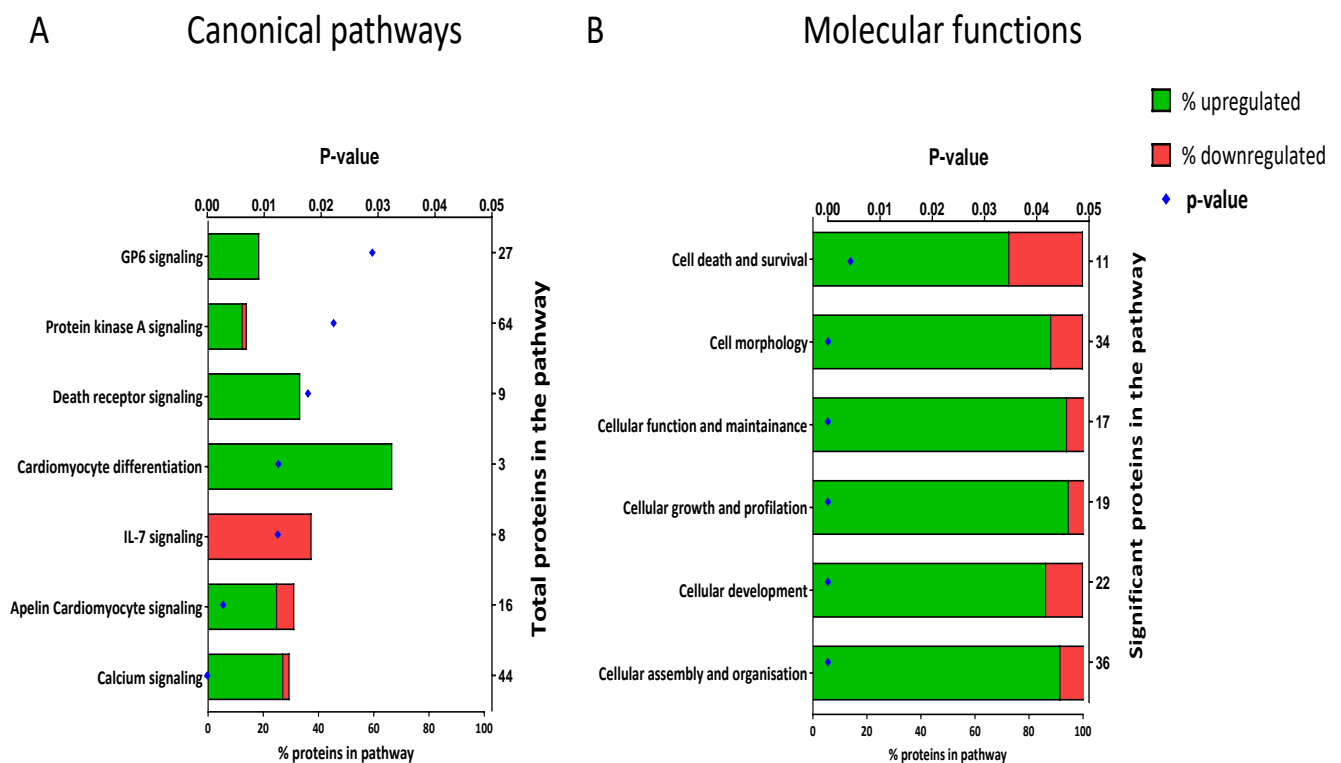 A Canonical pathways
B Molecular functions
% upregulated
% downregulated
p-value
P-value
0.00 0.01 0.02 0.03 0.04 0.05
GP6 signaling 27
Protein kinase A signaling 64
Death receptor signaling 9
Cardiomyocyte differentiation 3
IL-7 signaling 8
Apelin Cardiomyocyte signaling 16
Calcium signaling 44
Total proteins in the pathway
0 20 40 60 80 100
% proteins in pathway
P-value
0.00 0.01 0.02 0.03 0.04 0.05
Cell death and survival 11
Cell morphology 34
Cellular function and maintainance 17
Cellular growth and profilation 19
Cellular development 22
Cellular assembly and organisation 36
Significant proteins in the pathway
0 20 40 60 80 100
% proteins in pathway